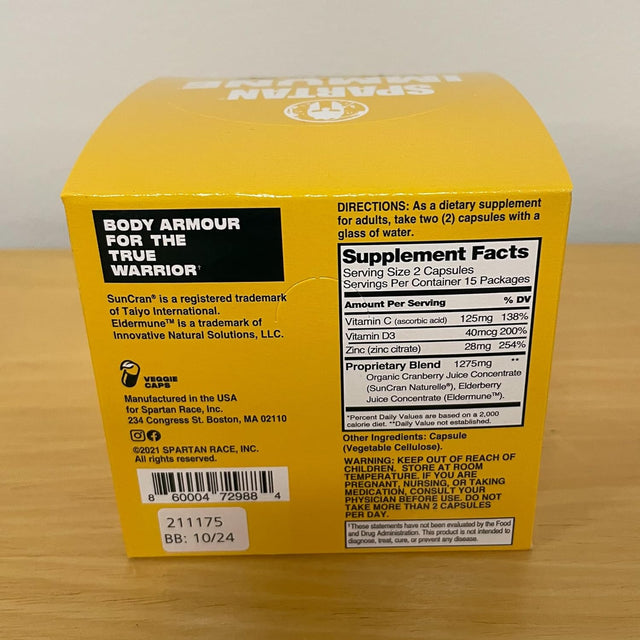 SPARTAN
IMMUNE
BODY ARMOUR
FOR THE
TRUE
WARRIOR†
SunCran® is a registered trademark
of Taiyo International.
Eldermune™ is a trademark of
Innovative Natural Solutions, LLC.
VEGGIE
CAPS
Manufactured in the USA
for Spartan Race, Inc.
234 Congress St. Boston, MA 02110
©2021 SPARTAN RACE, INC.
All rights reserved.
8 60004 72988 4
211175
BB: 10/24
DIRECTIONS: As a dietary supplement
for adults, take two (2) capsules with a
glass of water.
Supplement Facts
Serving Size 2 Capsules
Servings Per Container 15 Packages
Amount Per Serving % DV
Vitamin C (ascorbic acid) 125mg 138%
Vitamin D3 40mcg 200%
Zinc (zinc citrate) 28mg 254%
Proprietary Blend 1275mg **
Organic Cranberry Juice Concentrate
(SunCran Naturelle®), Elderberry
Juice Concentrate (Eldermune™).
*Percent Daily Values are based on a 2,000
calorie diet. **Daily Value not established.
Other Ingredients: Capsule
(Vegetable Cellulose).
WARNING: KEEP OUT OF REACH OF
CHILDREN. STORE AT ROOM
TEMPERATURE. IF YOU ARE
PREGNANT, NURSING, OR TAKING
MEDICATION, CONSULT YOUR
PHYSICIAN BEFORE USE. DO NOT
TAKE MORE THAN 2 CAPSULES
PER DAY.
†These statements have not been evaluated by the Food
and Drug Administration. This product is not intended to
diagnose, treat, cure, or prevent any disease.